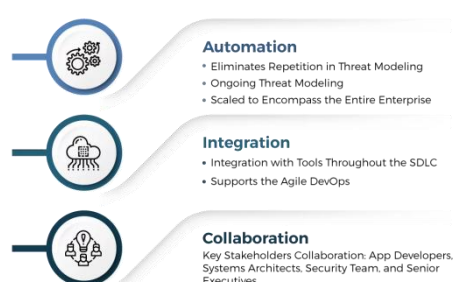 Automation
• Eliminates Repetition in Threat Modeling
• Ongoing Threat Modeling
• Scaled to Encompass the Entire Enterprise
Integration
• Integration with Tools Throughout the SDLC
• Supports the Agile DevOps
Collaboration
Key Stakeholders Collaboration: App Developers,
Systems Architects, Security Team, and Senior
Executives